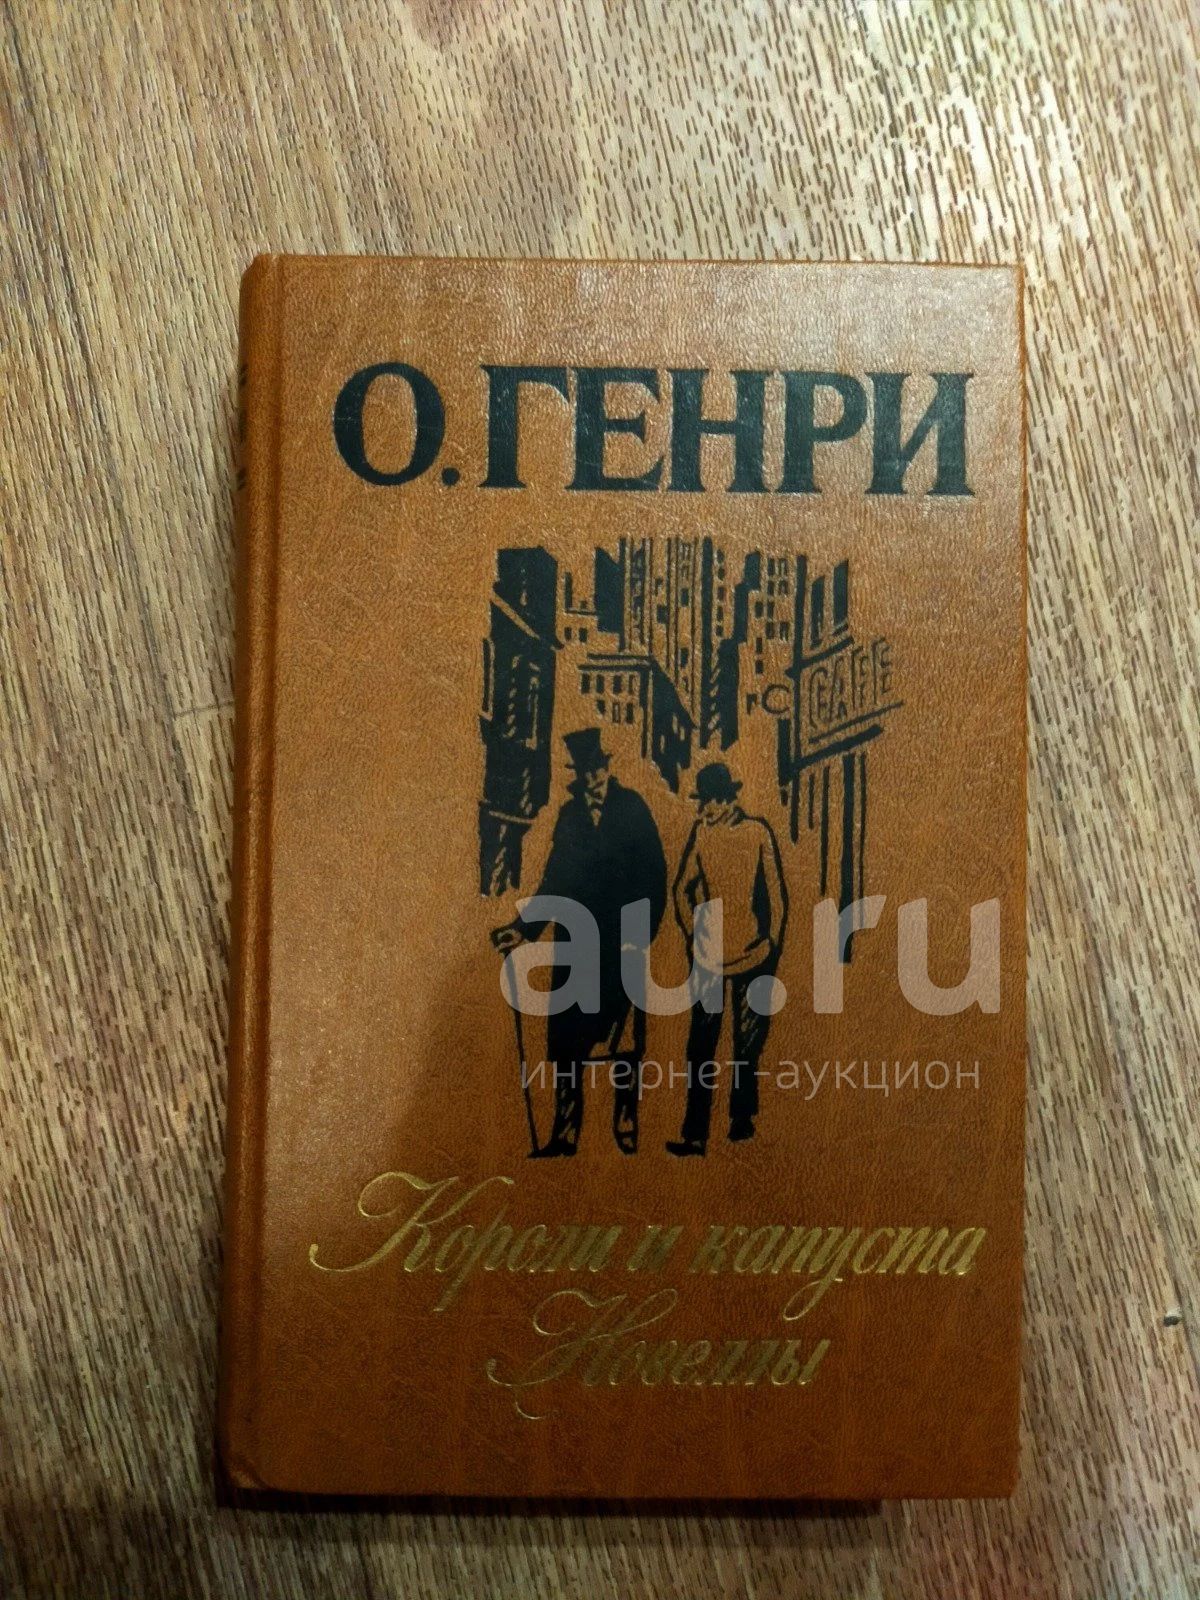 О.ГЕНРИ
CAFE
au.ru
интернет-аукцион
Короли и капуста
Новеллы